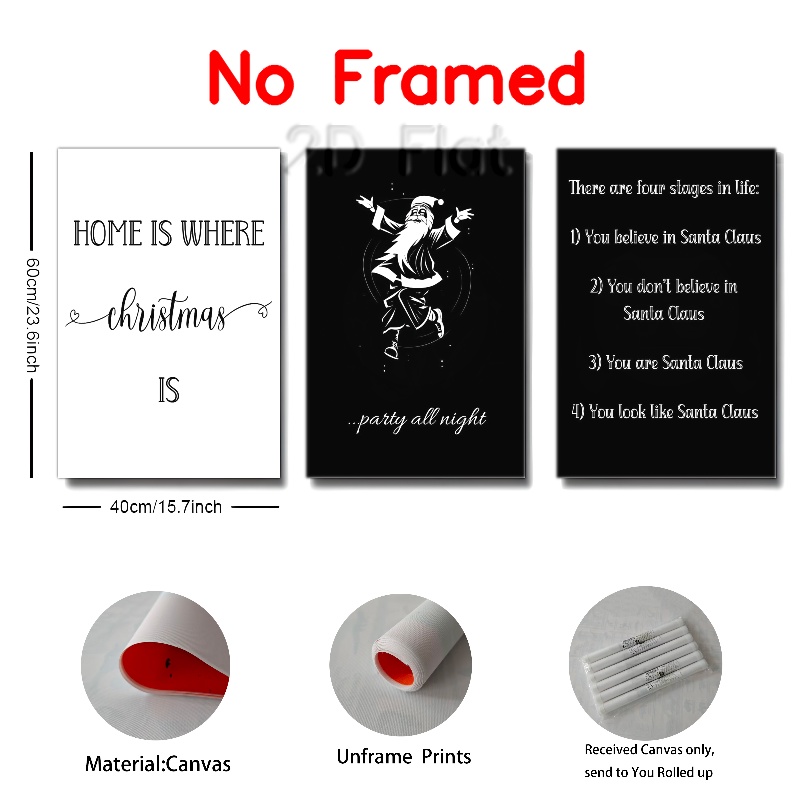 No Framed
2D Flat
60cm/23.6inch
HOME IS WHERE
christmas
IS
40cm/15.7inch
...party all night
There are four stages in life:
1) You believe in Santa Claus
2) You don't believe in
Santa Claus
3) You are Santa Claus
4) You look like Santa Claus
Material:Canvas
Unframe Prints
Received Canvas only,
send to You Rolled up